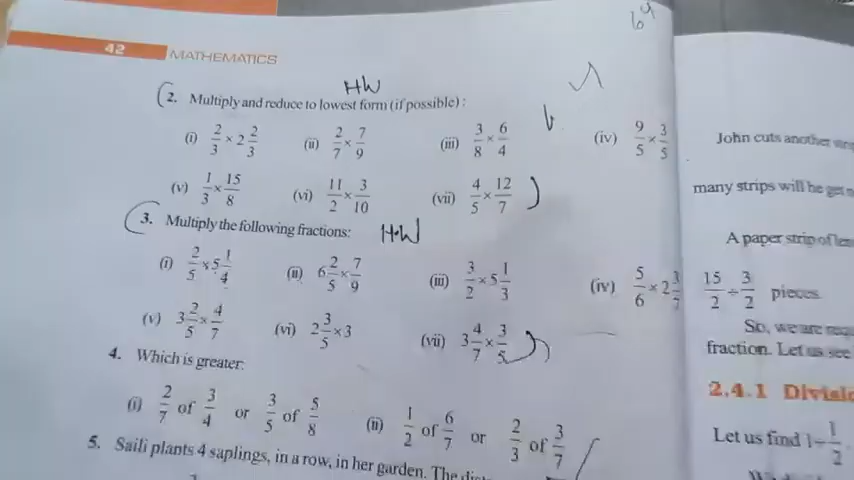 42 MATHEMATICS
HW
2. Multiply and reduce to lowest form (if possible) :
(i) 2/3 × 2 2/3 (ii) 2/7 × 7/9 (iii) 3/8 × 6/4 (iv) 9/5 × 3/5
(v) 1/3 × 15/8 (vi) 11/2 × 3/10 (vii) 4/5 × 12/7
3. Multiply the following fractions: H.W
(i) 2/5 × 5 1/4 (ii) 6 2/5 × 7/9 (iii) 3/2 × 5 1/3 (iv) 5/6 × 2 3/7
(v) 3 2/5 × 4/7 (vi) 2 3/5 × 3 (vii) 3 4/7 × 3/5
4. Which is greater:
(i) 2/7 of 3/4 or 3/5 of 5/8 (ii) 1/2 of 6/7 or 2/3 of 3/7
5. Saili plants 4 saplings, in a row, in her garden. The
John cuts another
many strips will he get
A paper strip of
15/2 ÷ 3/2 pieces.
So, we are
fraction. Let us see
2.4.1
Let us find 1 ÷ 1/2